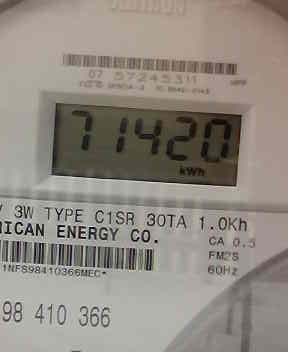 07 57245311
71420
kWh
V 3W TYPE C1SR 30TA 1.0Kh
RICAN ENERGY CO. CA 0.5
FM2S
1NFS98410366MEC* 60Hz
98 410 366